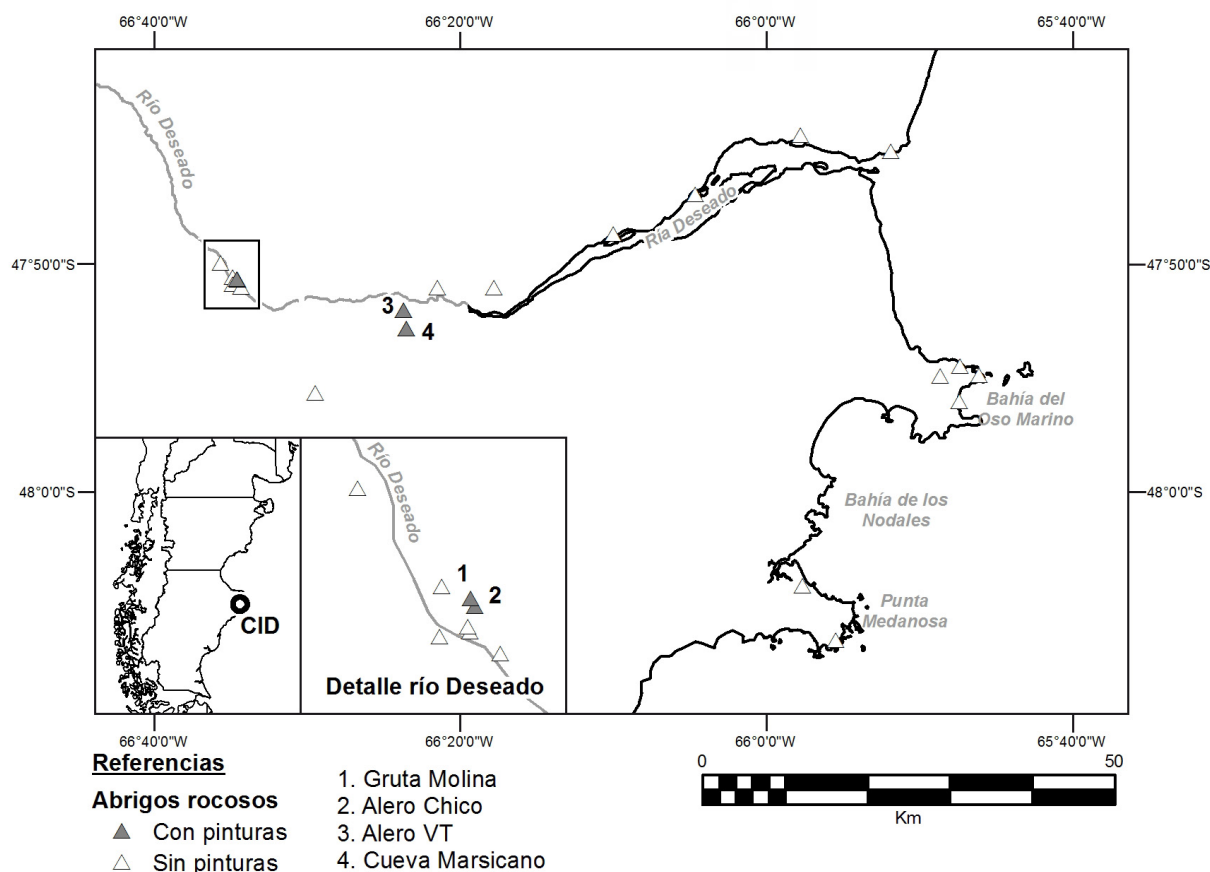 66°40'0"W
66°20'0"W
66°0'0"W
65°40'0"W
Río Deseado
Ría Deseado
47°50'0"S
47°50'0"S
3
4
Bahía del
Oso Marino
48°0'0"S
48°0'0"S
Bahía de los
Nodales
Punta
Medanosa
CID
Río Deseado
1
2
Detalle río Deseado
66°40'0"W
66°20'0"W
66°0'0"W
65°40'0"W
Referencias
Abrigos rocosos
Con pinturas
Sin pinturas
1. Gruta Molina
2. Alero Chico
3. Alero VT
4. Cueva Marsicano
0
50
Km